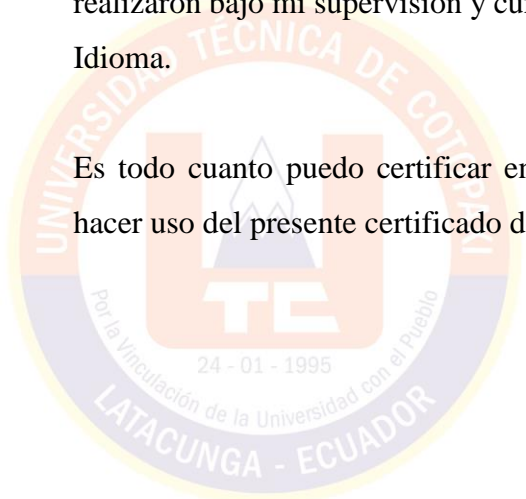 realizaron bajo mi supervisión y
Idioma.
Es todo cuanto puedo certificar
hacer uso del presente certificado
UNIVERSIDAD TÉCNICA DE COTOPAXI
UTC
24 - 01 - 1995
Por la Vinculación de la Universidad con el Pueblo
LATACUNGA - ECUADOR